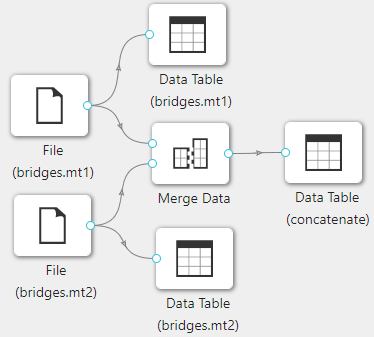 Data Table
(bridges.mt1)
File
(bridges.mt1)
Merge Data
Data Table
(concatenate)
File
(bridges.mt2)
Data Table
(bridges.mt2)